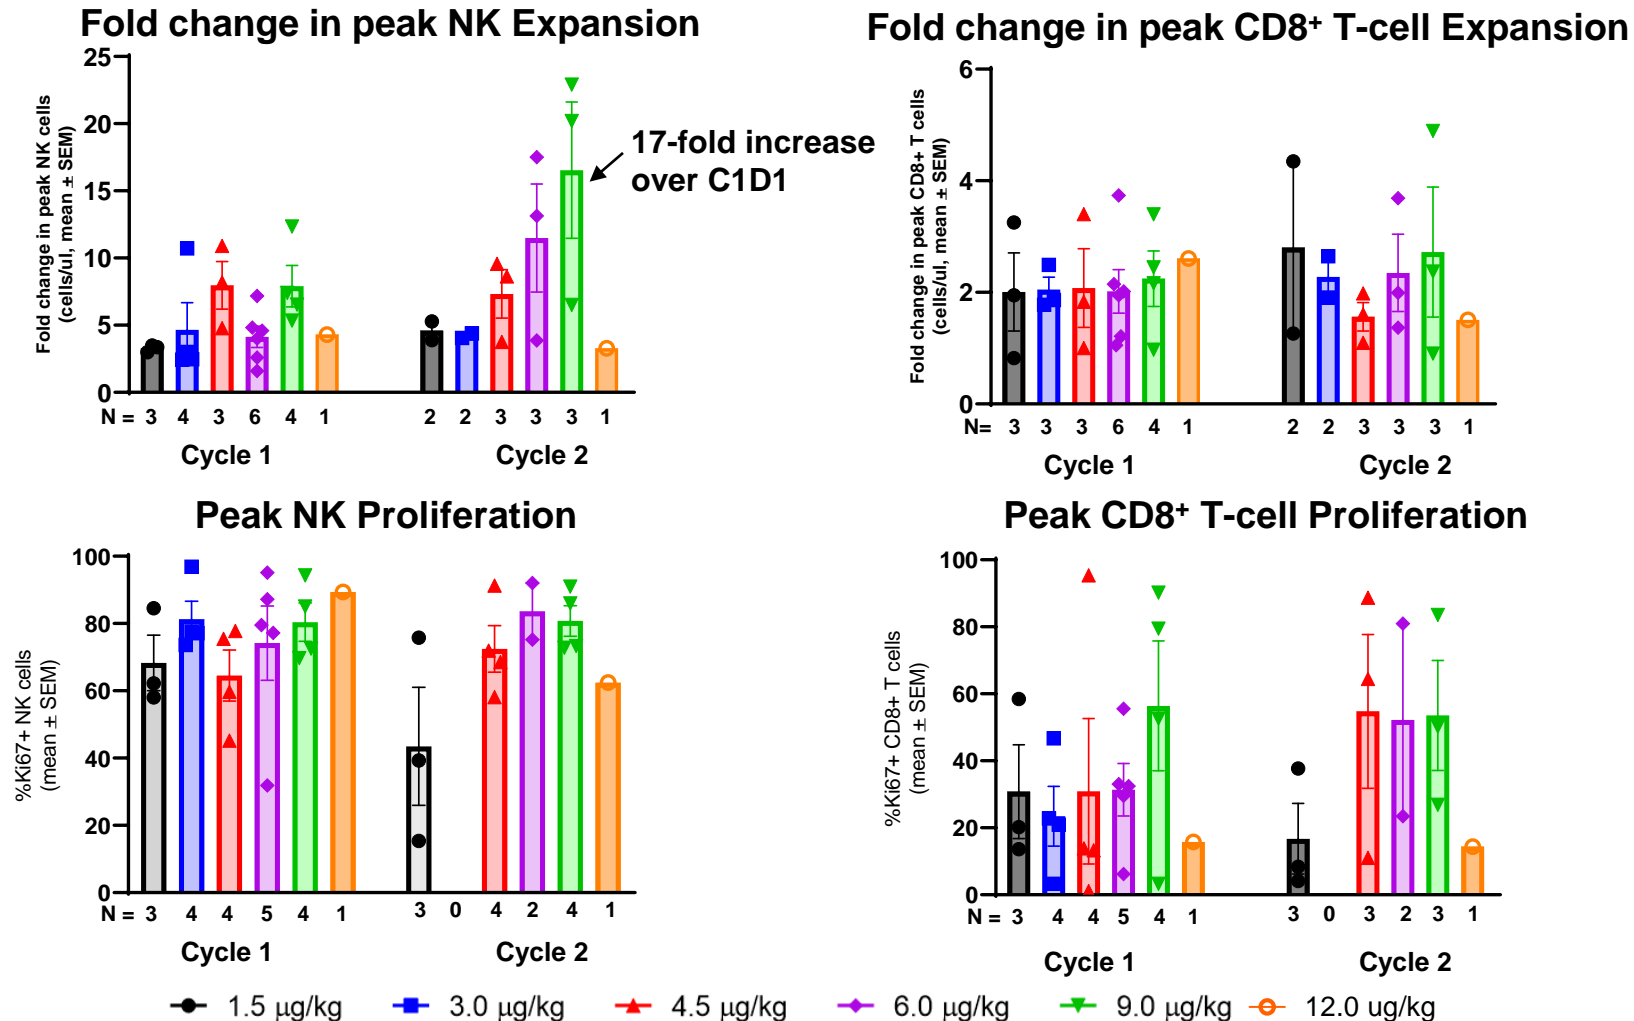 Fold change in peak NK Expansion
Fold change in peak NK cells
(cells/ul, mean ± SEM)
25
20
15
10
5
0
17-fold increase
over C1D1
N = 3 4 3 6 4 1 2 2 3 3 3 1
Cycle 1 Cycle 2
Fold change in peak CD8+ T-cell Expansion
Fold change in peak CD8+ T cells
(cells/ul, mean ± SEM)
6
4
2
0
N= 3 3 3 6 4 1 2 2 3 3 3 1
Cycle 1 Cycle 2
Peak NK Proliferation
%Ki67+ NK cells
(mean ± SEM)
100
80
60
40
20
0
N = 3 4 4 5 4 1 3 0 4 2 4 1
Cycle 1 Cycle 2
Peak CD8+ T-cell Proliferation
%Ki67+ CD8+ T cells
(mean ± SEM)
100
80
60
40
20
0
N = 3 4 4 5 4 1 3 0 3 2 3 1
Cycle 1 Cycle 2
1.5 µg/kg 3.0 µg/kg 4.5 µg/kg 6.0 µg/kg 9.0 µg/kg 12.0 ug/kg